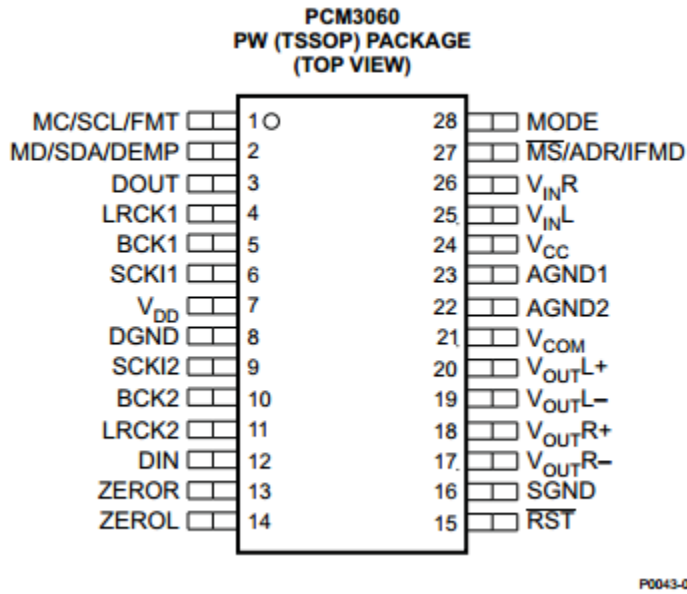 PCM3060
PW (TSSOP) PACKAGE
(TOP VIEW)
MC/SCL/FMT 1 28 MODE
MD/SDA/DEMP 2 27 MS/ADR/IFMD
DOUT 3 26 VINR
LRCK1 4 25 VINL
BCK1 5 24 VCC
SCKI1 6 23 AGND1
VDD 7 22 AGND2
DGND 8 21 VCOM
SCKI2 9 20 VOUTL+
BCK2 10 19 VOUTL–
LRCK2 11 18 VOUTR+
DIN 12 17 VOUTR–
ZEROR 13 16 SGND
ZEROL 14 15 RST